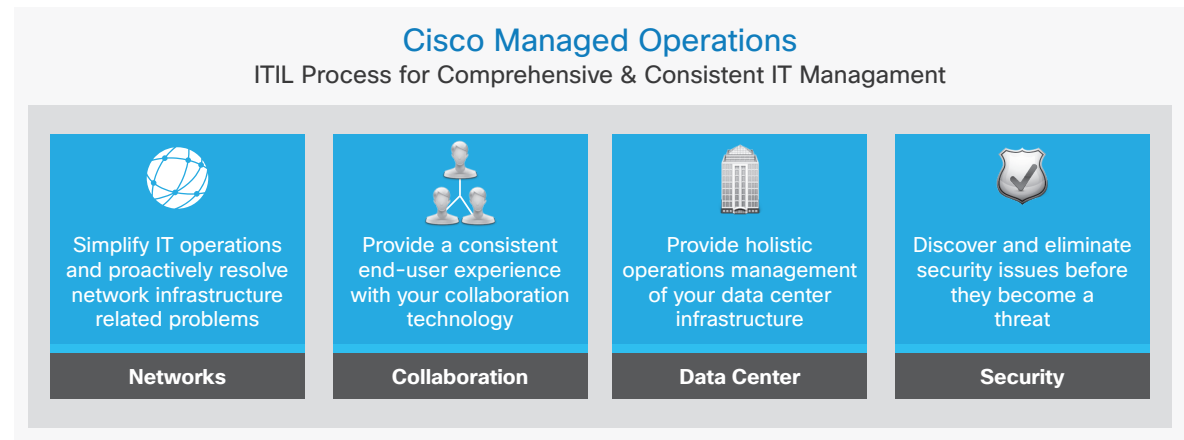 Cisco Managed Operations
ITIL Process for Comprehensive & Consistent IT Managament
Simplify IT operations
and proactively resolve
network infrastructure
related problems
Networks
Provide a consistent
end-user experience
with your collaboration
technology
Collaboration
Provide holistic
operations management
of your data center
infrastructure
Data Center
Discover and eliminate
security issues before
they become a
threat
Security